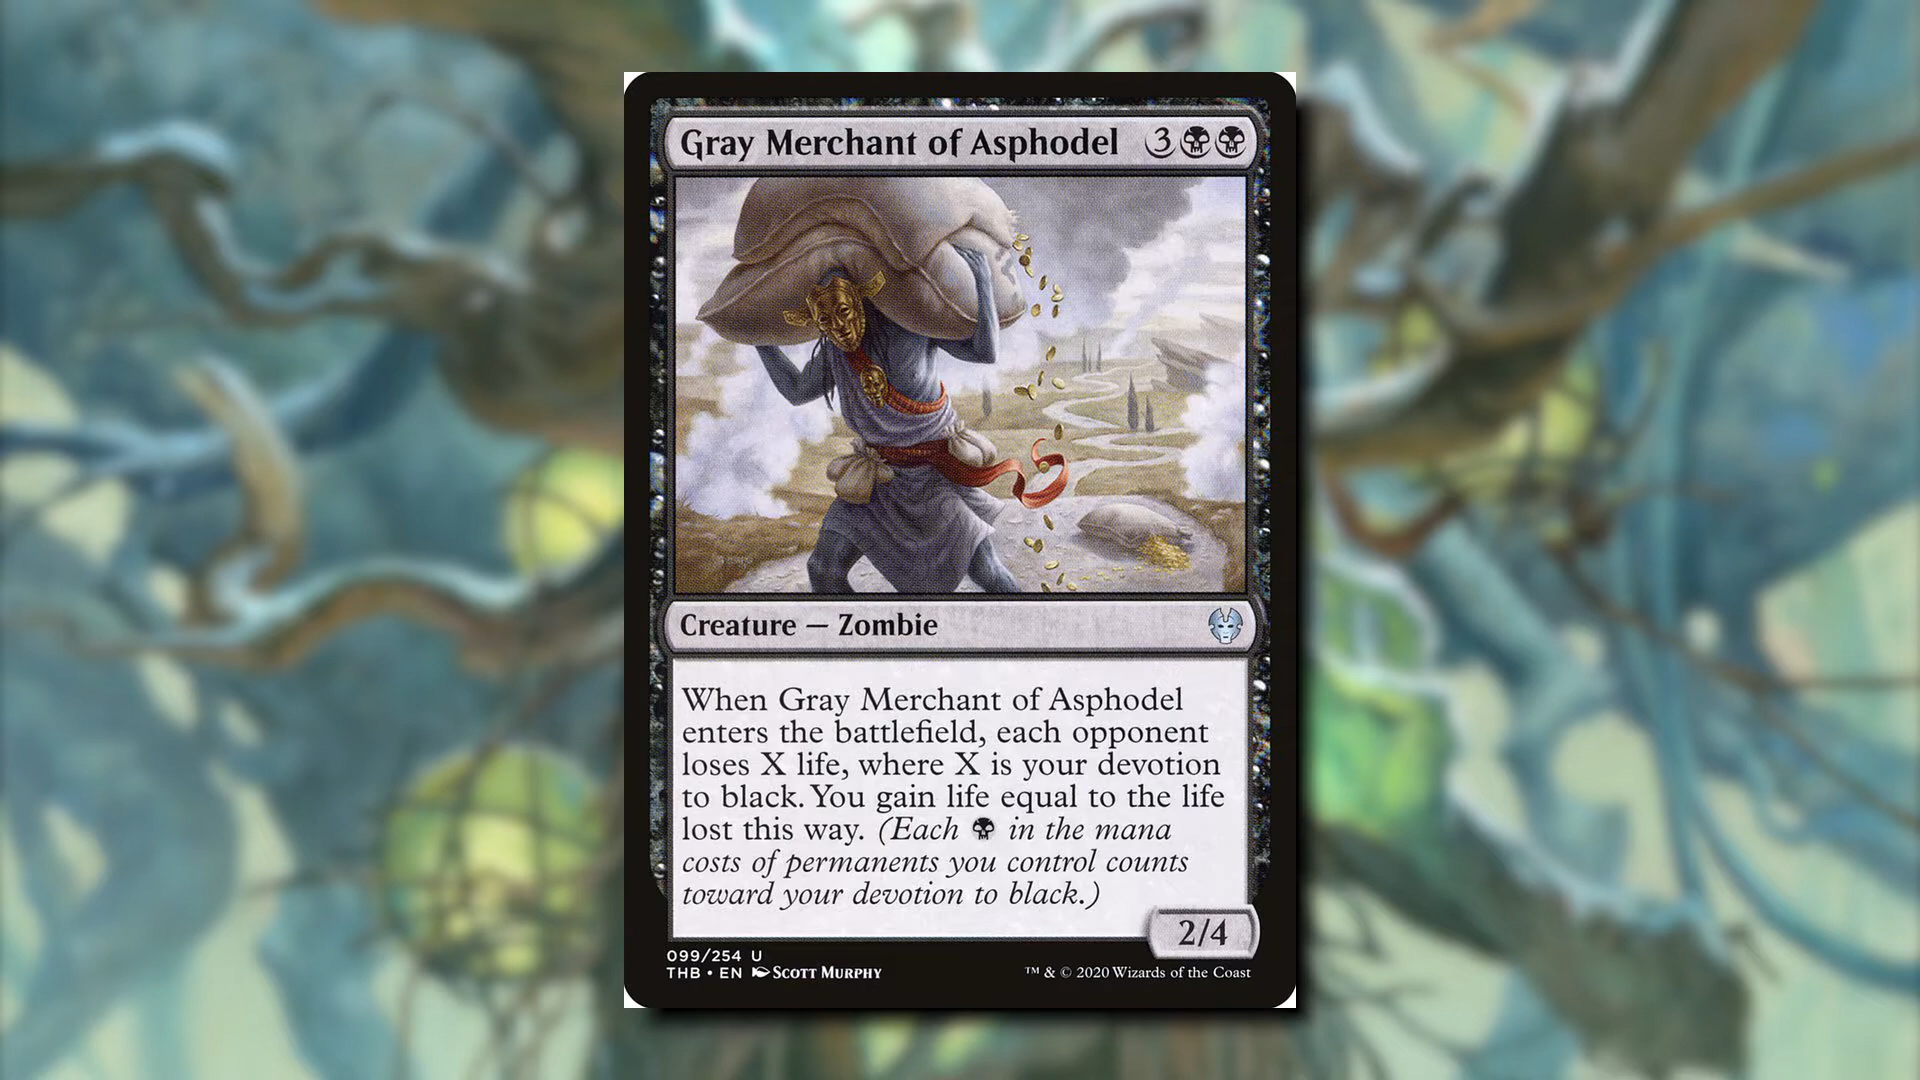 Gray Merchant of Asphodel 3
Creature — Zombie
When Gray Merchant of Asphodel
enters the battlefield, each opponent
loses X life, where X is your devotion
to black. You gain life equal to the life
lost this way. (Each in the mana
costs of permanents you control counts
toward your devotion to black.)
2/4
099/254 U
THB • EN Scott Murphy
™ & © 2020 Wizards of the Coast